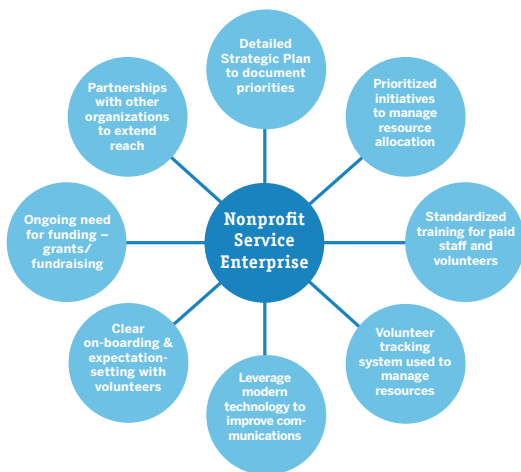 Detailed
Strategic Plan
to document
priorities
Prioritized
initiatives
to manage
resource
allocation
Standardized
training for paid
staff and
volunteers
Volunteer
tracking
system used to
manage
resources
Leverage
modern
technology to
improve com-
munications
Clear
on-boarding &
expectation-
setting with
volunteers
Ongoing need
for funding –
grants/
fundraising
Partnerships
with other
organizations
to extend
reach
Nonprofit
Service
Enterprise